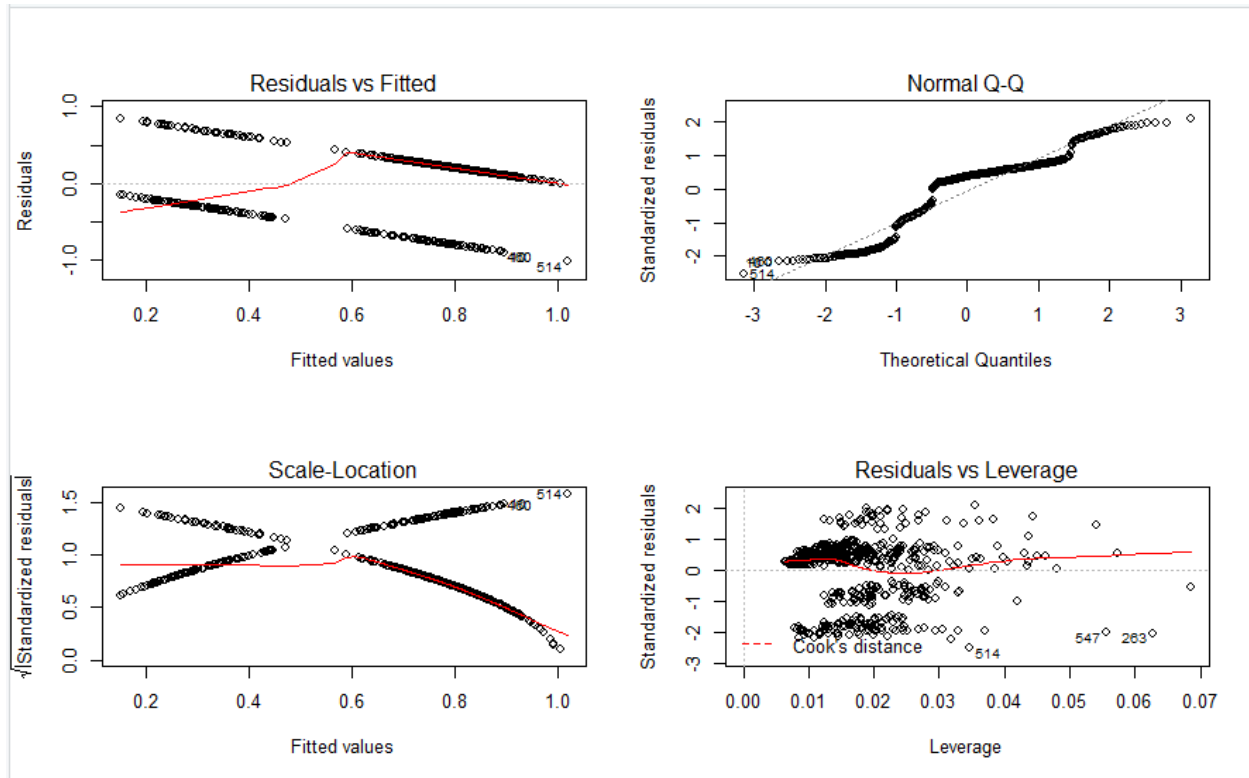 Residuals vs Fitted
Residuals
1.0
0.0
-1.0
514
0.2 0.4 0.6 0.8 1.0
Fitted values
Normal Q-Q
Standardized residuals
2
1
0
-1
-2
514
-3 -2 -1 0 1 2 3
Theoretical Quantiles
Scale-Location
√|Standardized residuals|
1.5
1.0
0.5
0.0
514
0.2 0.4 0.6 0.8 1.0
Fitted values
Residuals vs Leverage
Standardized residuals
2
1
0
-1
-2
-3
547 263
Cook's distance
514
0.00 0.01 0.02 0.03 0.04 0.05 0.06 0.07
Leverage